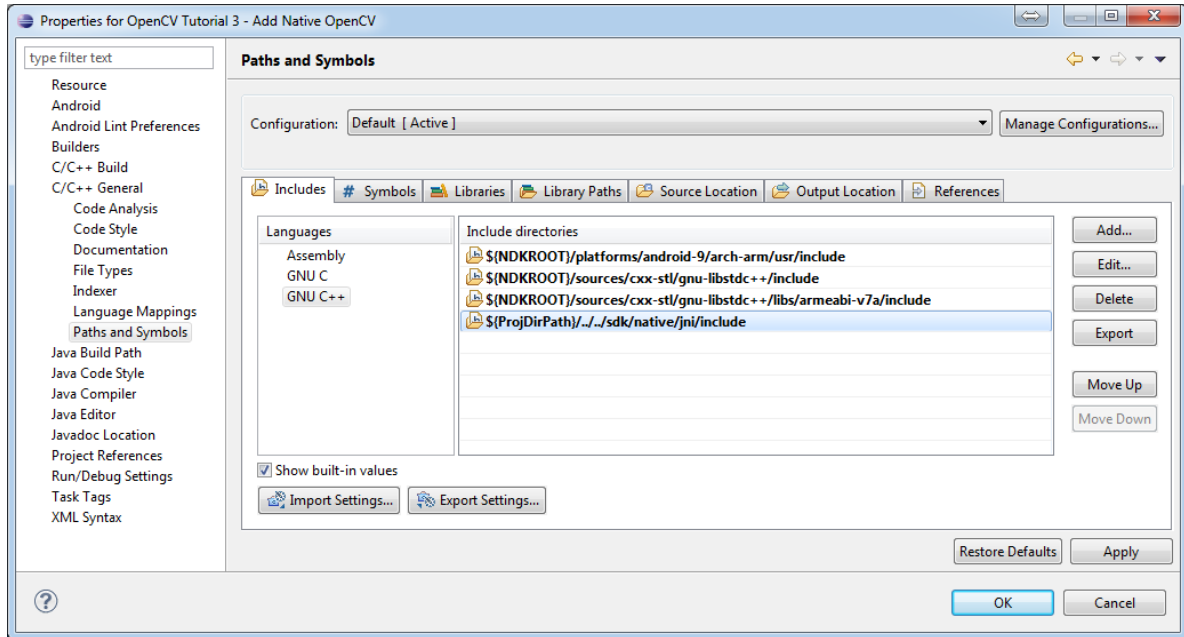 Properties for OpenCV Tutorial 3 - Add Native OpenCV
type filter text
Resource
Android
Android Lint Preferences
Builders
C/C++ Build
C/C++ General
Code Analysis
Code Style
Documentation
File Types
Indexer
Language Mappings
Paths and Symbols
Java Build Path
Java Code Style
Java Compiler
Java Editor
Javadoc Location
Project References
Run/Debug Settings
Task Tags
XML Syntax
Paths and Symbols
Configuration: Default [ Active ] Manage Configurations...
Includes # Symbols Libraries Library Paths Source Location Output Location References
Languages
Assembly
GNU C
GNU C++
Include directories
${NDKROOT}/platforms/android-9/arch-arm/usr/include
${NDKROOT}/sources/cxx-stl/gnu-libstdc++/include
${NDKROOT}/sources/cxx-stl/gnu-libstdc++/libs/armeabi-v7a/include
${ProjDirPath}/../../sdk/native/jni/include
Add...
Edit...
Delete
Export
Move Up
Move Down
Show built-in values
Import Settings... Export Settings...
Restore Defaults Apply
? OK Cancel